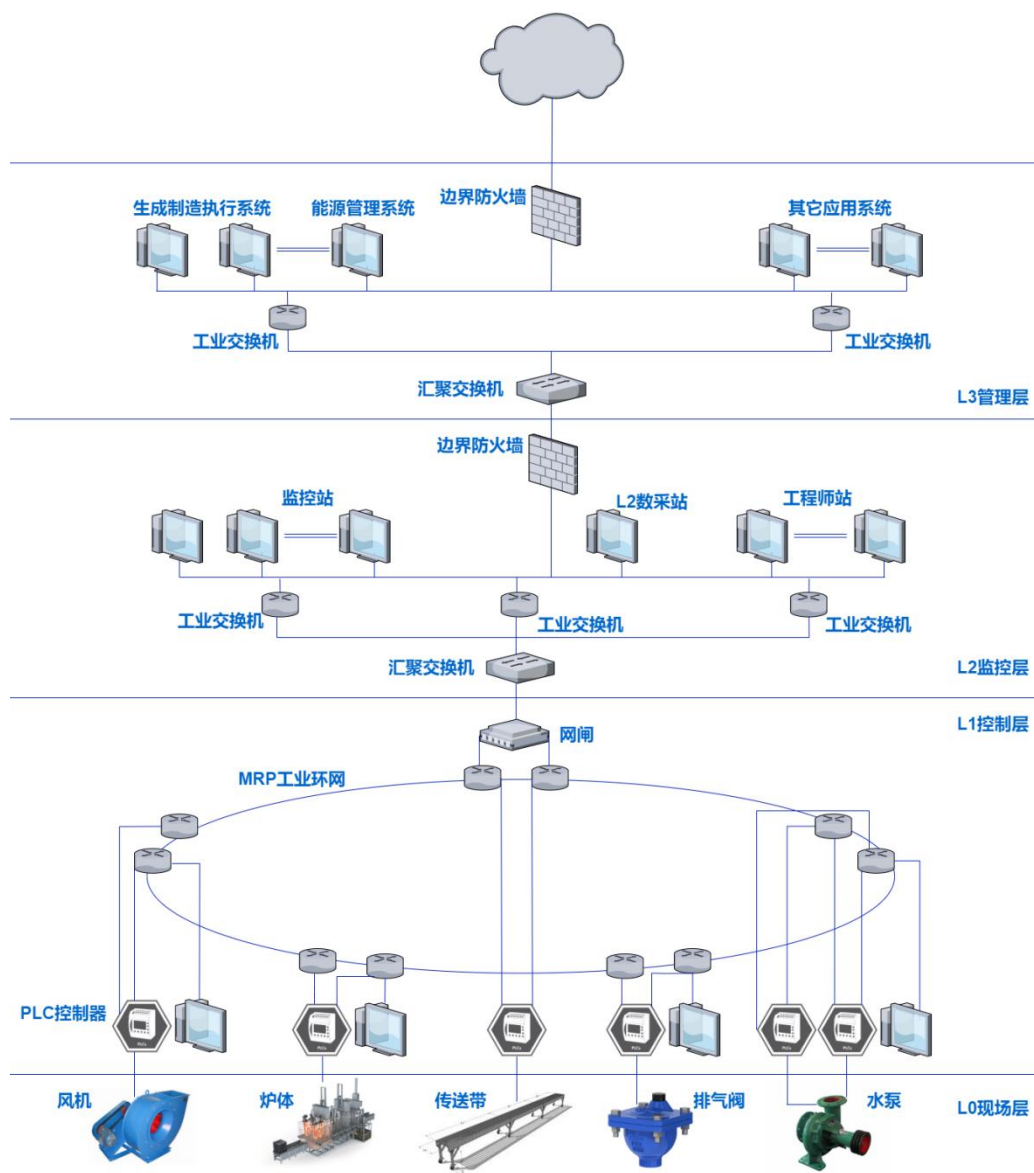 边界防火墙
生成制造执行系统
能源管理系统
其它应用系统
工业交换机
工业交换机
汇聚交换机
L3管理层
边界防火墙
监控站
L2数采站
工程师站
工业交换机
工业交换机
工业交换机
汇聚交换机
L2监控层
L1控制层
网闸
MRP工业环网
PLC控制器
PLCs
PLCs
PLCs
PLCs
PLCs
PLCs
风机
炉体
传送带
排气阀
水泵
L0现场层